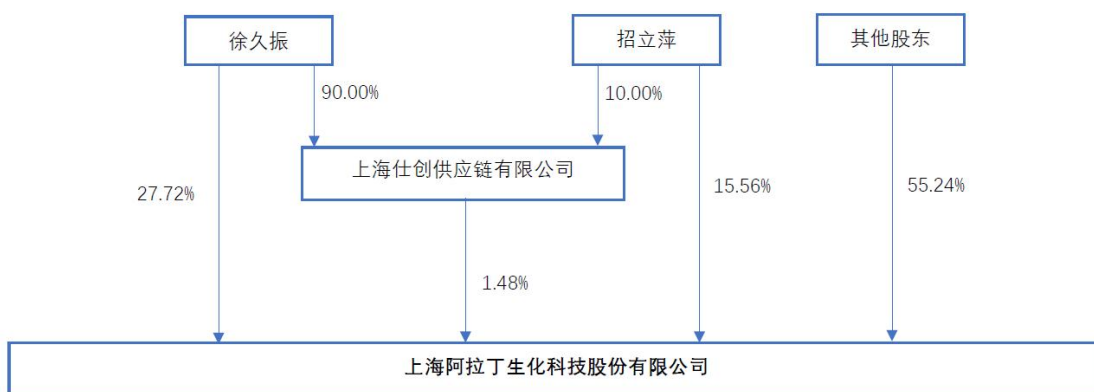 徐久振
招立萍
其他股东
90.00%
10.00%
上海仕创供应链有限公司
27.72%
15.56%
55.24%
1.48%
上海阿拉丁生化科技股份有限公司